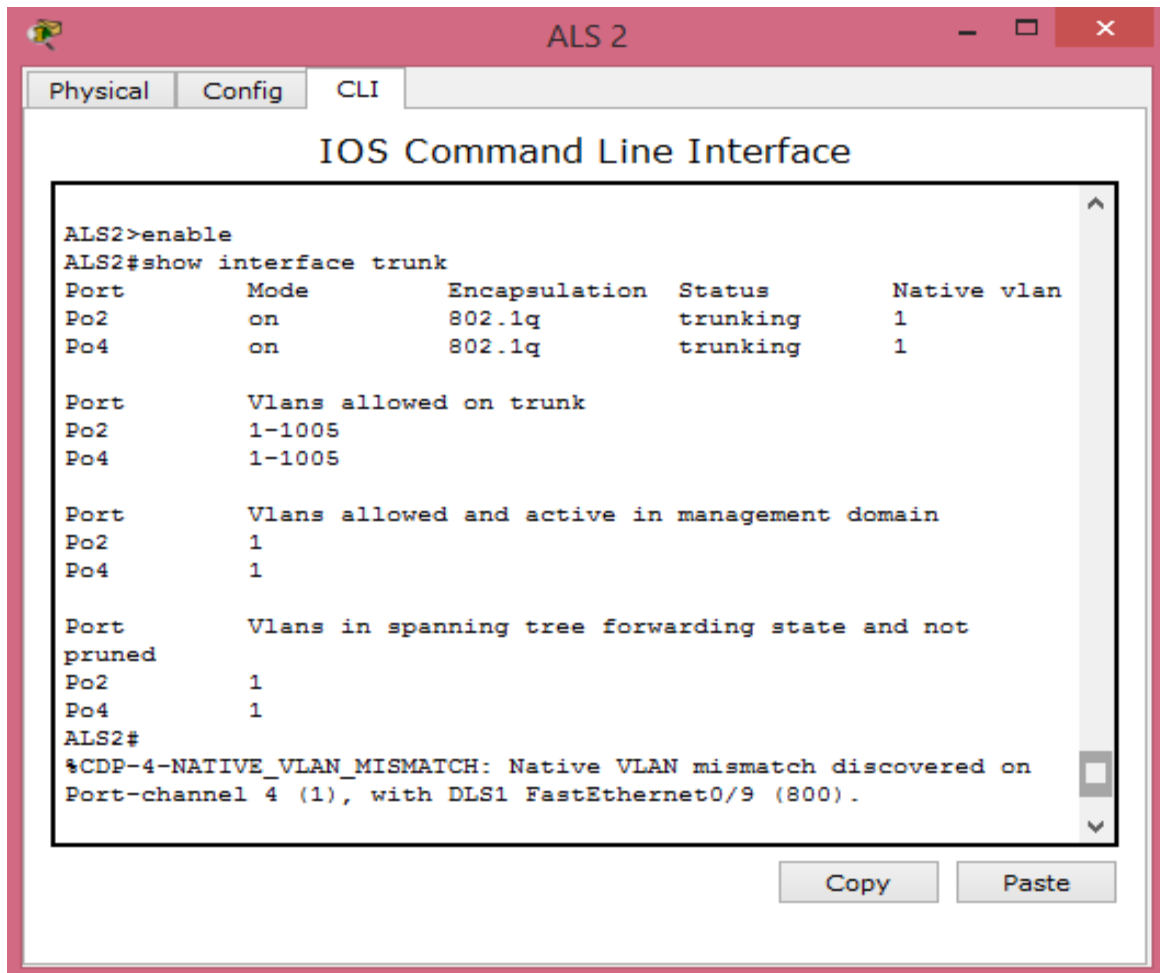 ALS 2
Physical Config CLI
IOS Command Line Interface
ALS2>enable
ALS2#show interface trunk
Port Mode Encapsulation Status Native vlan
Po2 on 802.1q trunking 1
Po4 on 802.1q trunking 1
Port Vlans allowed on trunk
Po2 1-1005
Po4 1-1005
Port Vlans allowed and active in management domain
Po2 1
Po4 1
Port Vlans in spanning tree forwarding state and not
pruned
Po2 1
Po4 1
ALS2#
%CDP-4-NATIVE_VLAN_MISMATCH: Native VLAN mismatch discovered on
Port-channel 4 (1), with DLS1 FastEthernet0/9 (800).
Copy Paste